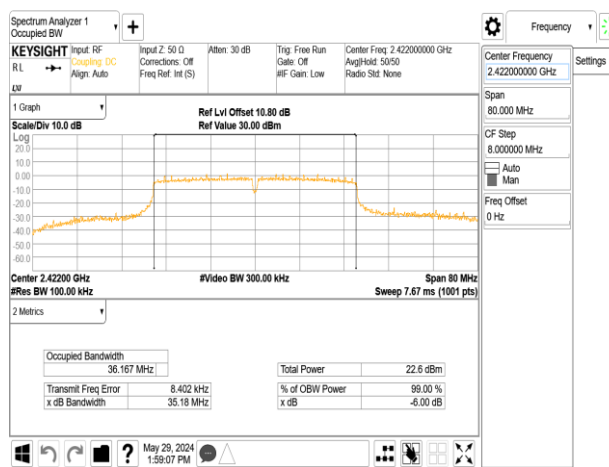 Spectrum Analyzer 1
Occupied BW
Frequency
KEYSIGHT
RL
LXI
Input: RF
Coupling: DC
Align: Auto
Input Z: 50 Ω
Corrections: Off
Freq Ref: Int (S)
Atten: 30 dB
Trig: Free Run
Gate: Off
#IF Gain: Low
Center Freq: 2.422000000 GHz
Avg|Hold: 50/50
Radio Std: None
Center Frequency
2.422000000 GHz
Settings
Span
80.000 MHz
CF Step
8.000000 MHz
Auto
Man
Freq Offset
0 Hz
1 Graph
Scale/Div 10.0 dB
Ref Lvl Offset 10.80 dB
Ref Value 30.00 dBm
Log
20.0
10.0
0.00
-10.0
-20.0
-30.0
-40.0
-50.0
-60.0
Center 2.42200 GHz
#Res BW 100.00 kHz
#Video BW 300.00 kHz
Span 80 MHz
Sweep 7.67 ms (1001 pts)
2 Metrics
Occupied Bandwidth
36.167 MHz
Transmit Freq Error 8.402 kHz
x dB Bandwidth 35.18 MHz
Total Power 22.6 dBm
% of OBW Power 99.00 %
x dB -6.00 dB
?
May 29, 2024
1:59:07 PM